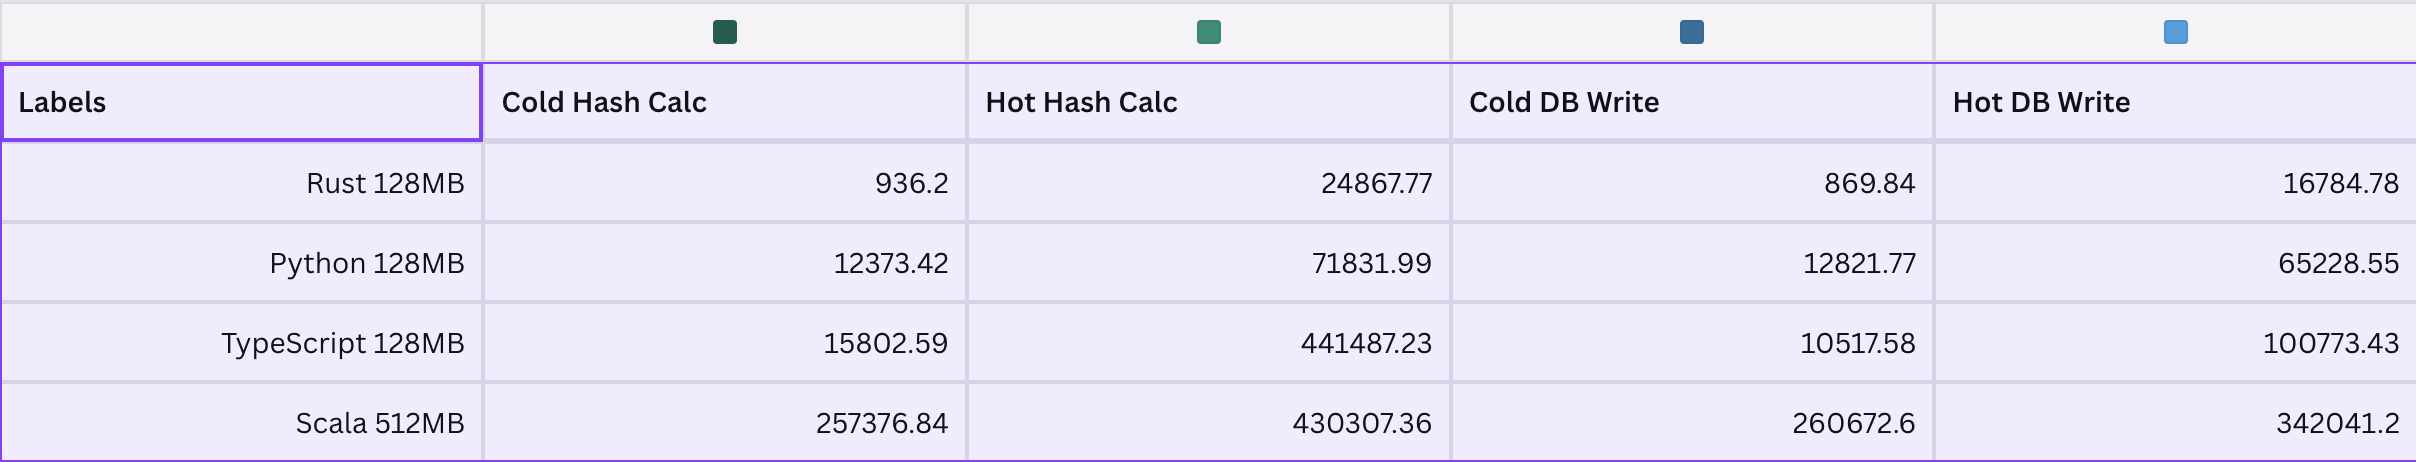 Labels Cold Hash Calc Hot Hash Calc Cold DB Write Hot DB Write
Rust 128MB 936.2 24867.77 869.84 16784.78
Python 128MB 12373.42 71831.99 12821.77 65228.55
TypeScript 128MB 15802.59 441487.23 10517.58 100773.43
Scala 512MB 257376.84 430307.36 260672.6 342041.2